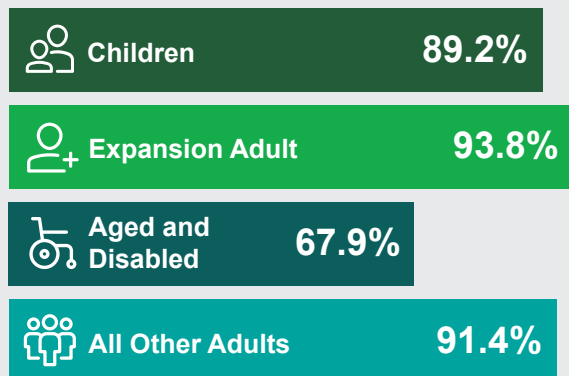 Children 89.2%
Expansion Adult 93.8%
Aged and
Disabled 67.9%
All Other Adults 91.4%